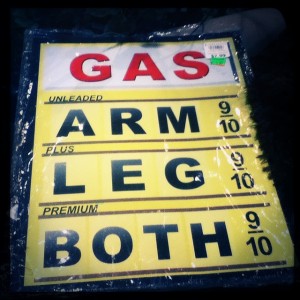 GAS
UNLEADED
ARM 9/10
PLUS
LEG 9/10
PREMIUM
BOTH 9/10